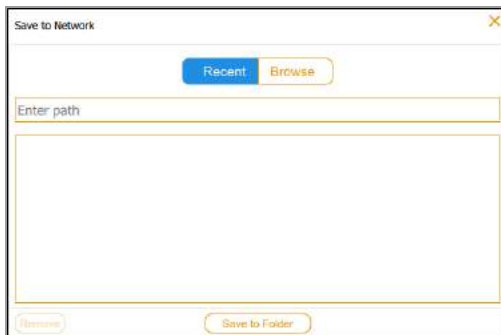 Save to Network
Recent Browse
Enter path
Remove Save to Folder